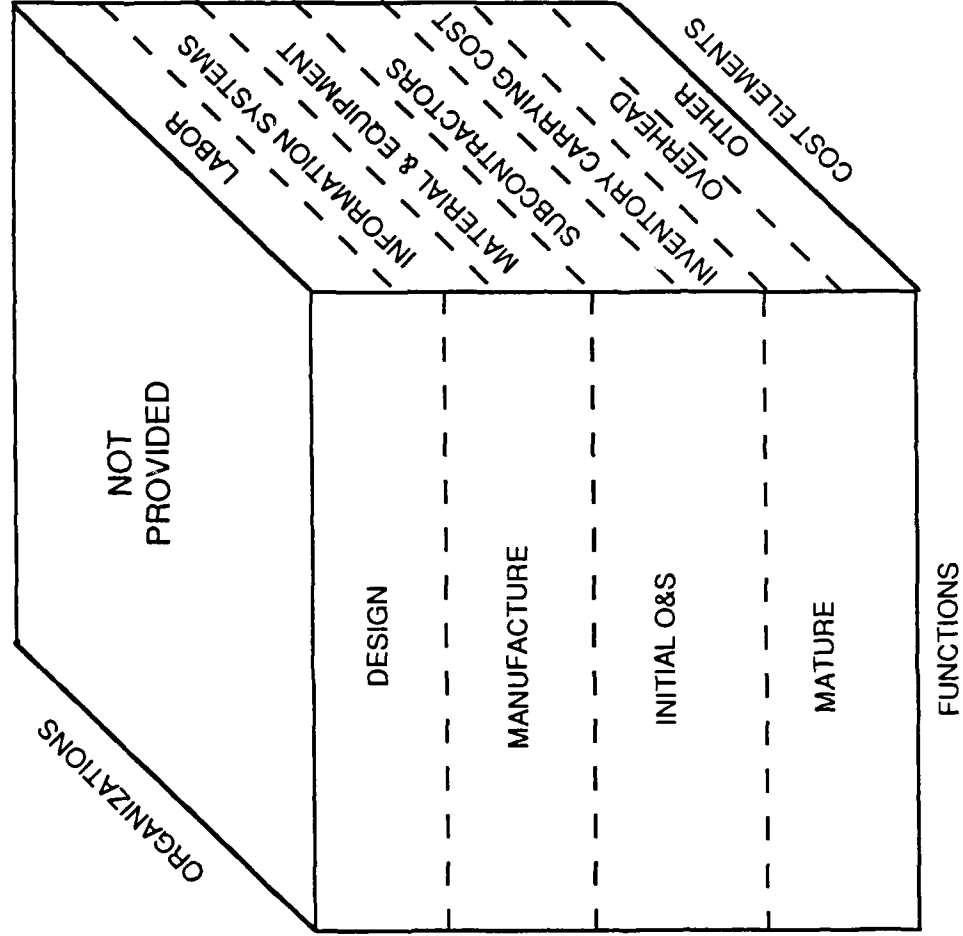 ORGANIZATIONS
NOT
PROVIDED
DESIGN
MANUFACTURE
INITIAL O&S
MATURE
FUNCTIONS
LABOR
INFORMATION SYSTEMS
MATERIAL & EQUIPMENT
SUBCONTRACTORS
INVENTORY CARRYING COST
OVERHEAD
OTHER
COST ELEMENTS